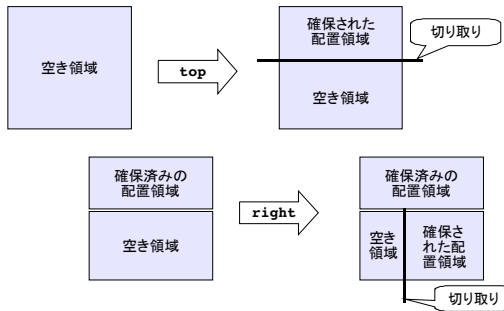 空き領域
top
確保された
配置領域
切り取り
空き領域
確保済みの
配置領域
空き領域
right
確保済みの
配置領域
空き
領域
確保さ
れた配
置領域
切り取り